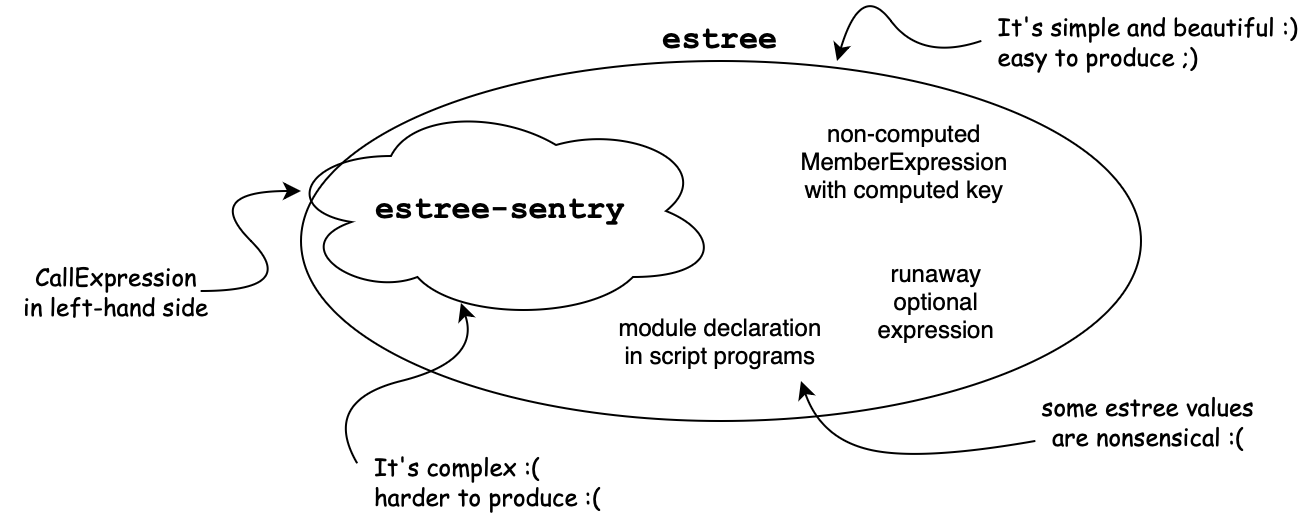 estree
It's simple and beautiful :)
easy to produce ;)
non-computed
MemberExpression
with computed key
estree-sentry
CallExpression
in left-hand side
runaway
optional
expression
module declaration
in script programs
some estree values
are nonsensical :(
It's complex :(
harder to produce :(